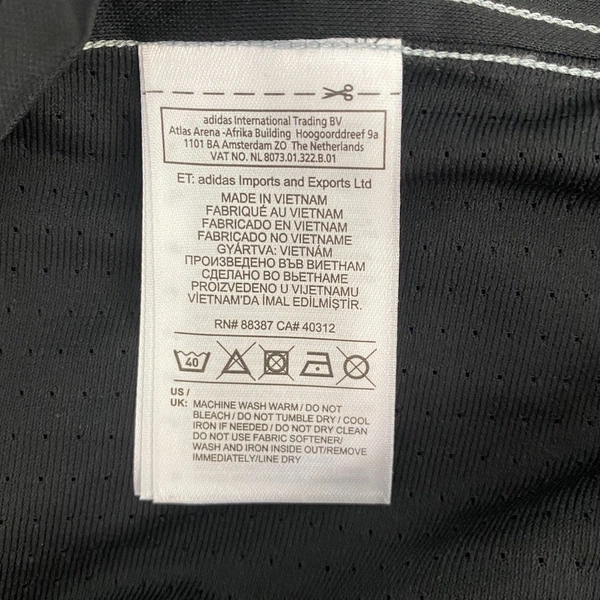 adidas International Trading BV
Atlas Arena -Afrika Building Hoogoorddreef 9a
1101 BA Amsterdam ZO The Netherlands
VAT NO. NL 8073.01.322.B.01
ET: adidas Imports and Exports Ltd
MADE IN VIETNAM
FABRIQUÉ AU VIETNAM
FABRICADO EN VIETNAM
FABRICADO NO VIETNAME
GYÁRTVA: VIETNÁM
ПРОИЗВЕДЕНО ВЪВ ВИЕТНАМ
СДЕЛАНО ВО ВЬЕТНАМЕ
PROIZVEDENO U VIJETNAMU
VİETNAM'DA İMAL EDİLMİŞTİR.
RN# 88387 CA# 40312
40
US /
UK: MACHINE WASH WARM / DO NOT
BLEACH / DO NOT TUMBLE DRY / COOL
IRON IF NEEDED / DO NOT DRY CLEAN
DO NOT USE FABRIC SOFTENER/
WASH AND IRON INSIDE OUT/REMOVE
IMMEDIATELY/LINE DRY